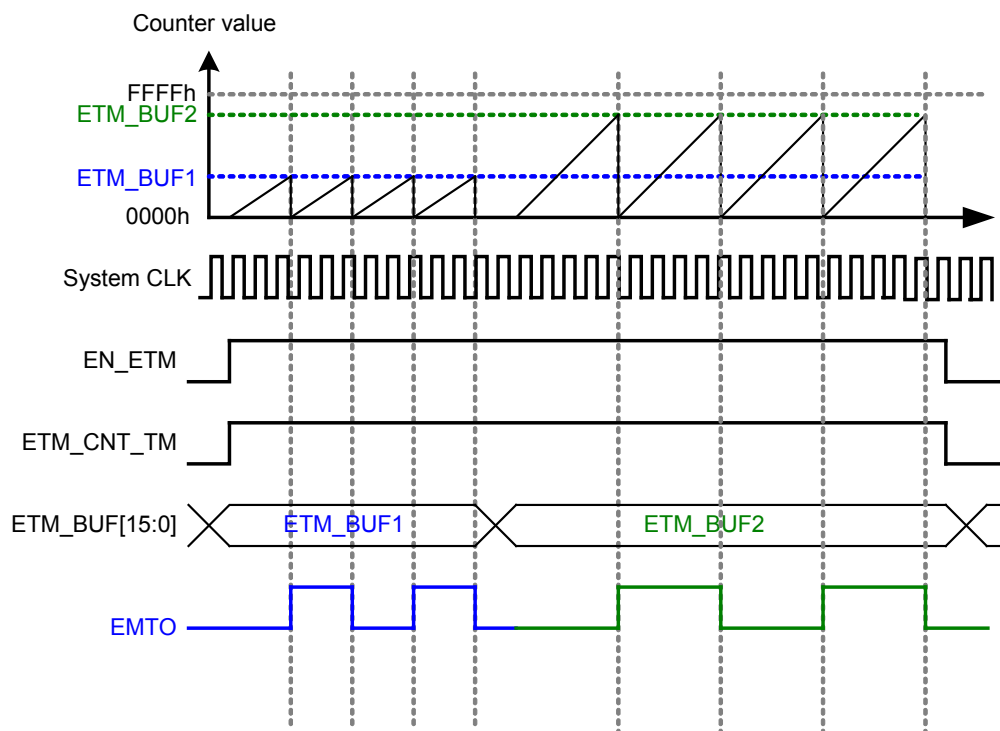 Counter value
FFFFh
ETM_BUF2
ETM_BUF1
0000h
System CLK
EN_ETM
ETM_CNT_TM
ETM_BUF[15:0]
ETM_BUF1
ETM_BUF2
EMTO